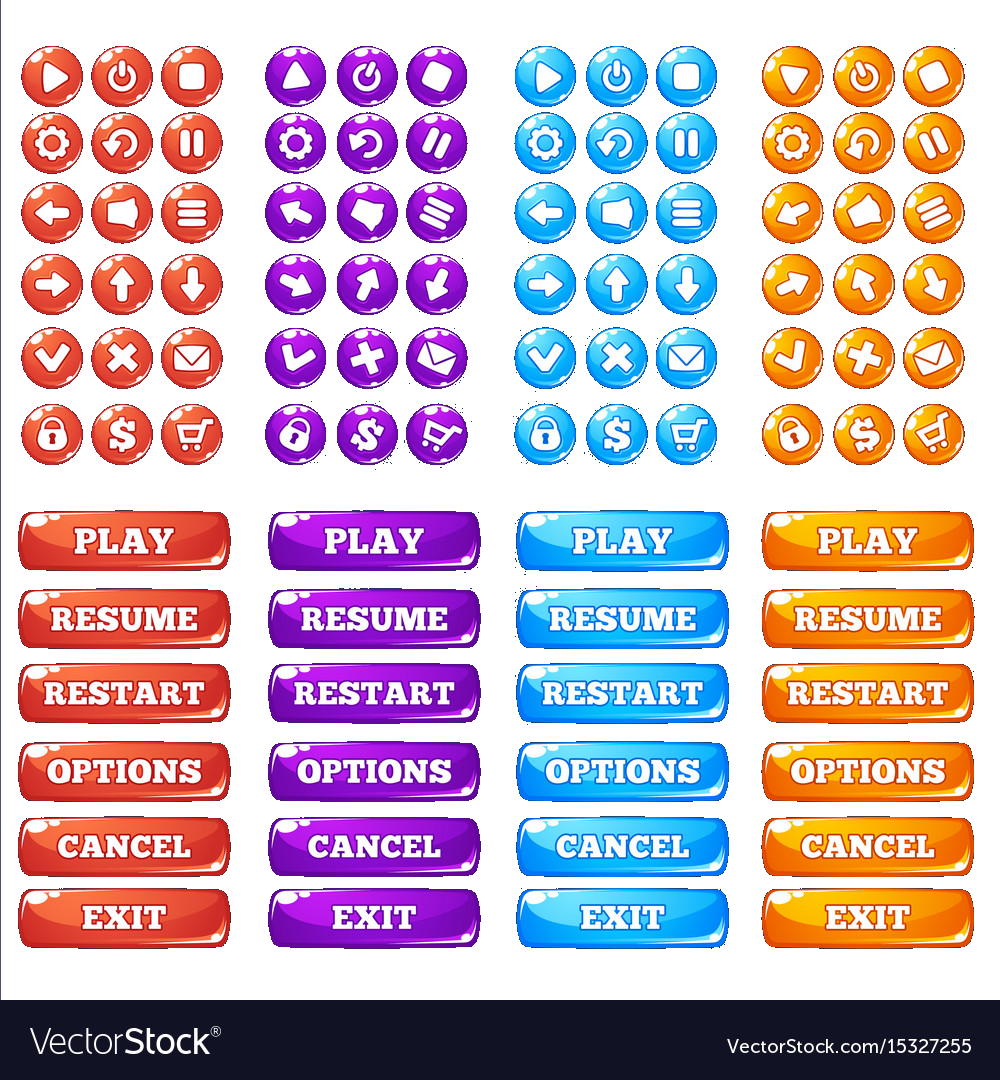 $ $ $ $
PLAY PLAY PLAY PLAY
RESUME RESUME RESUME RESUME
RESTART RESTART RESTART RESTART
OPTIONS OPTIONS OPTIONS OPTIONS
CANCEL CANCEL CANCEL CANCEL
EXIT EXIT EXIT EXIT
VectorStock®
VectorStock.com/15327255